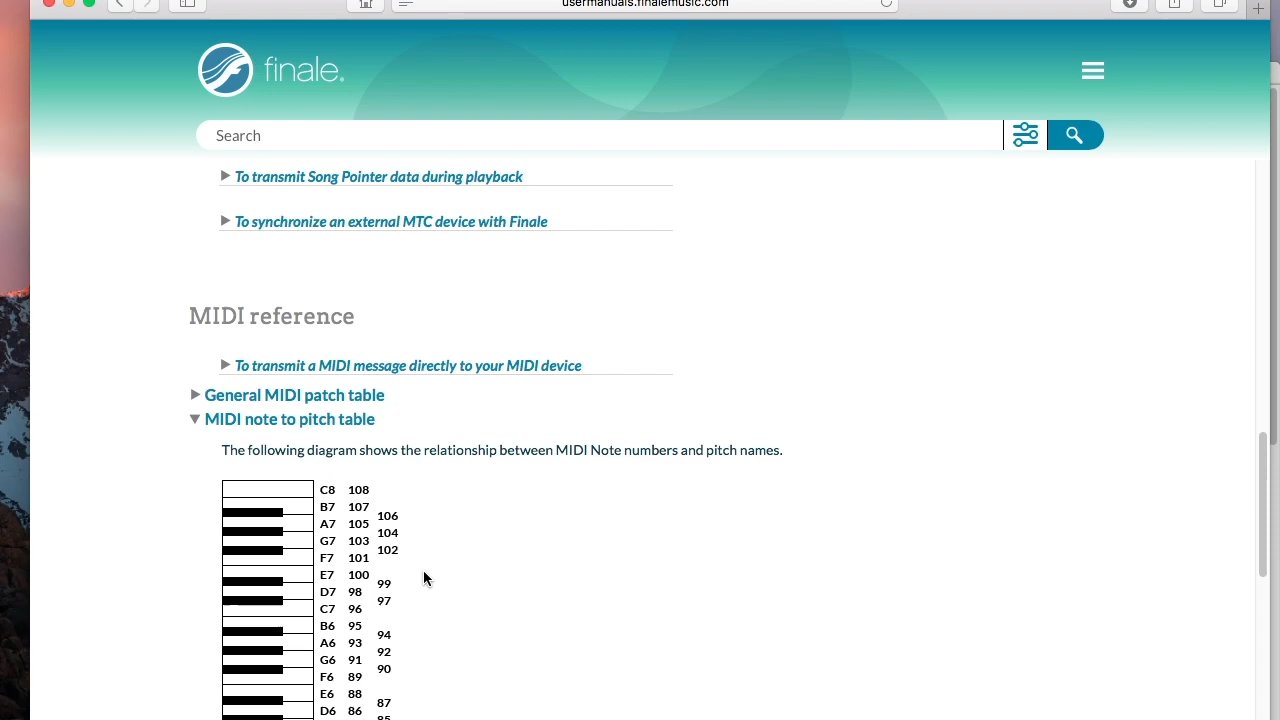 usermanuals.finalemusic.com
finale.
Search
To transmit Song Pointer data during playback
To synchronize an external MTC device with Finale
MIDI reference
To transmit a MIDI message directly to your MIDI device
General MIDI patch table
MIDI note to pitch table
The following diagram shows the relationship between MIDI Note numbers and pitch names.
C8 108
B7 107
106
A7 105
104
G7 103
102
F7 101
E7 100
99
D7 98
97
C7 96
B6 95
94
A6 93
92
G6 91
90
F6 89
E6 88
87
D6 86
85